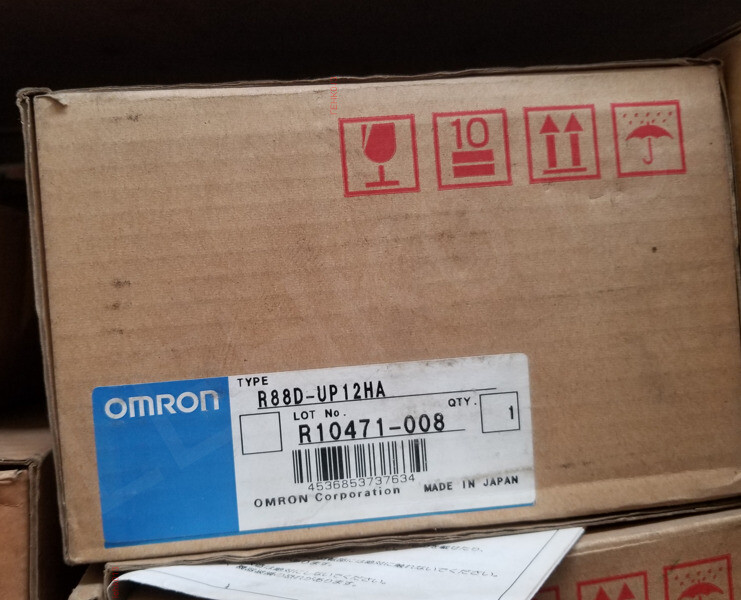 10
OMRON
TYPE
R88D-UP12HA
LOT No.
QTY.
R10471-008
1
4536853737634
OMRON Corporation
MADE IN JAPAN